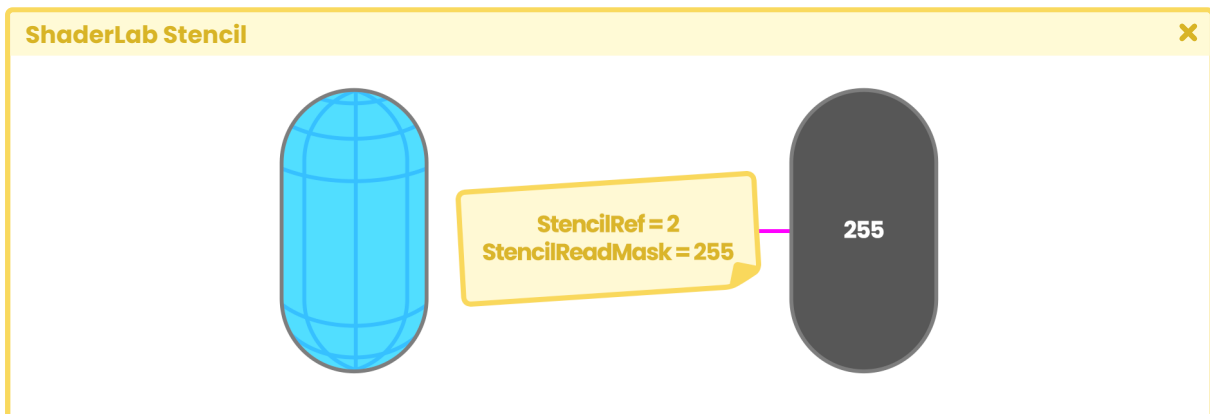 ShaderLab Stencil
StencilRef = 2
StencilReadMask = 255
255